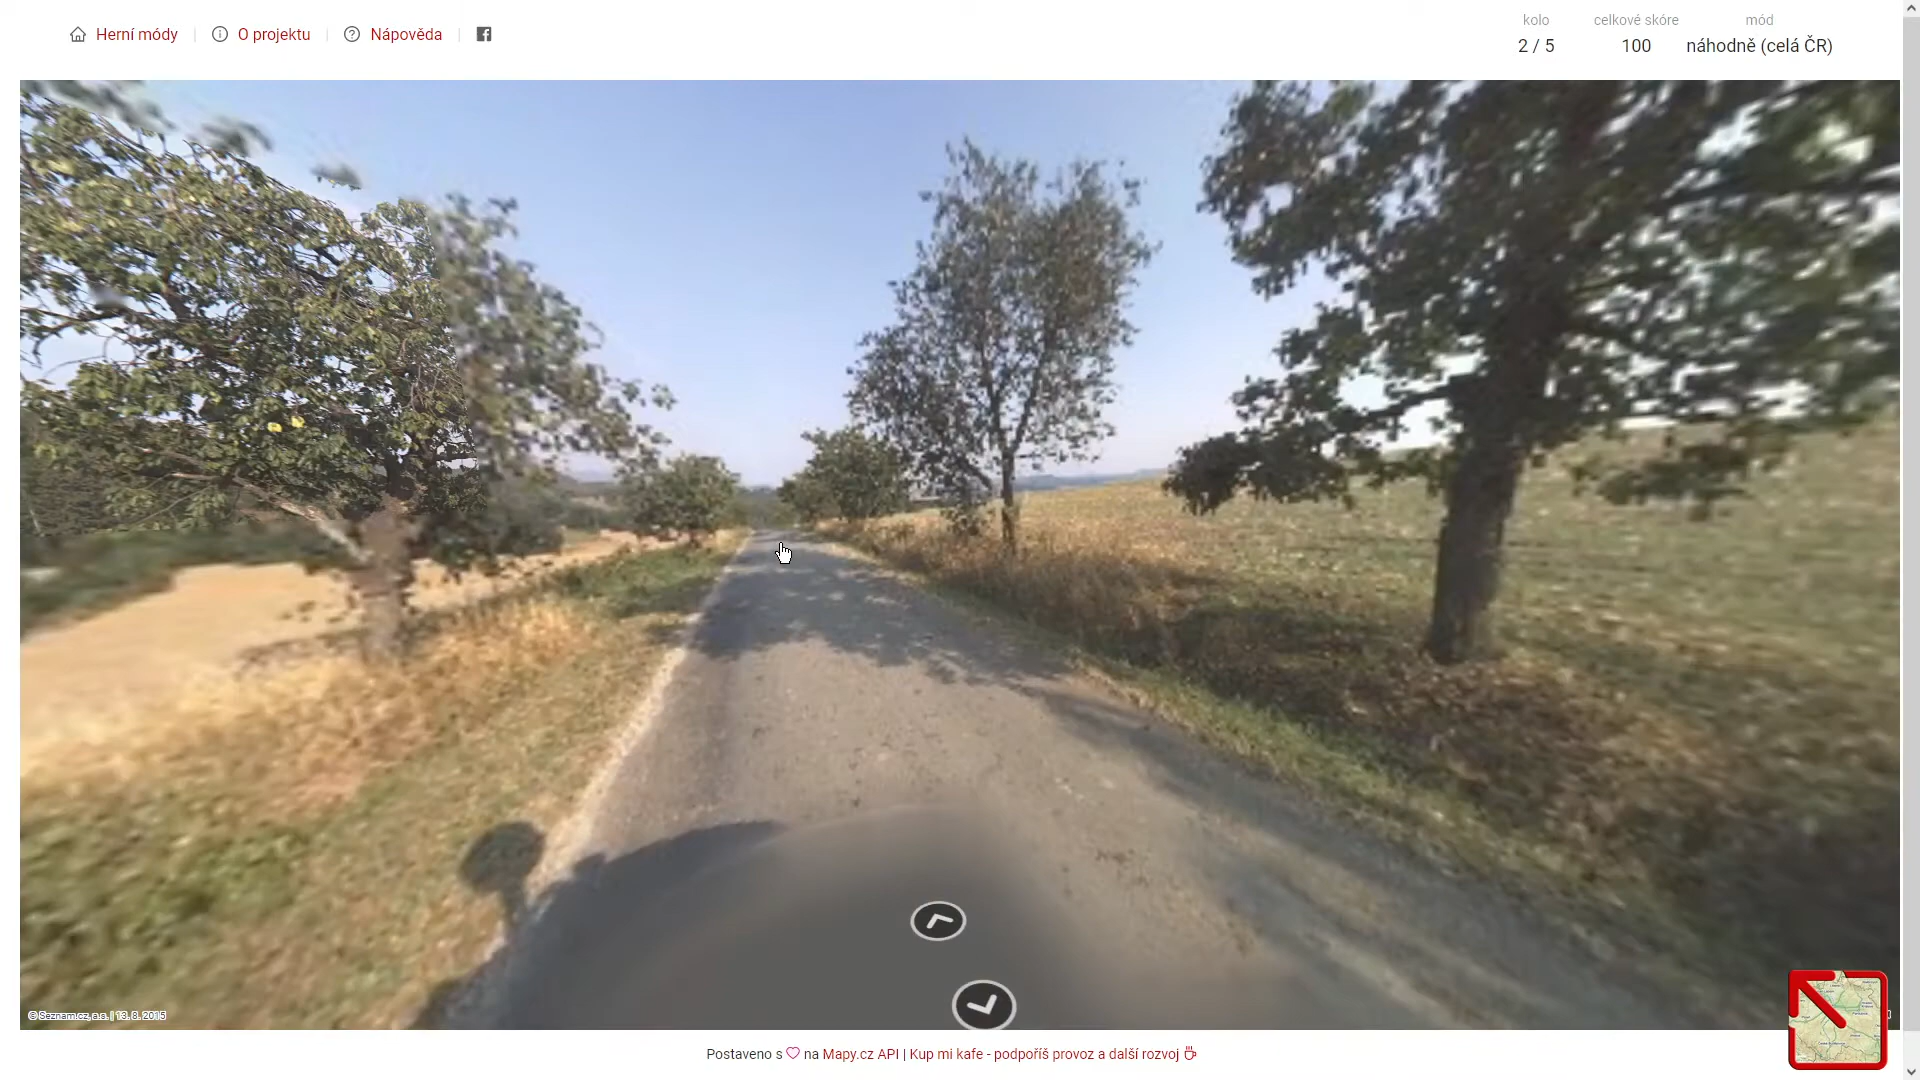 Herní módy
O projektu
Nápověda
kolo
2 / 5
celkové skóre
100
mód
náhodně (celá ČR)
© Seznam.cz, a.s. | 13. 8. 2015
Postaveno s na Mapy.cz API | Kup mi kafe - podpoříš provoz a další rozvoj